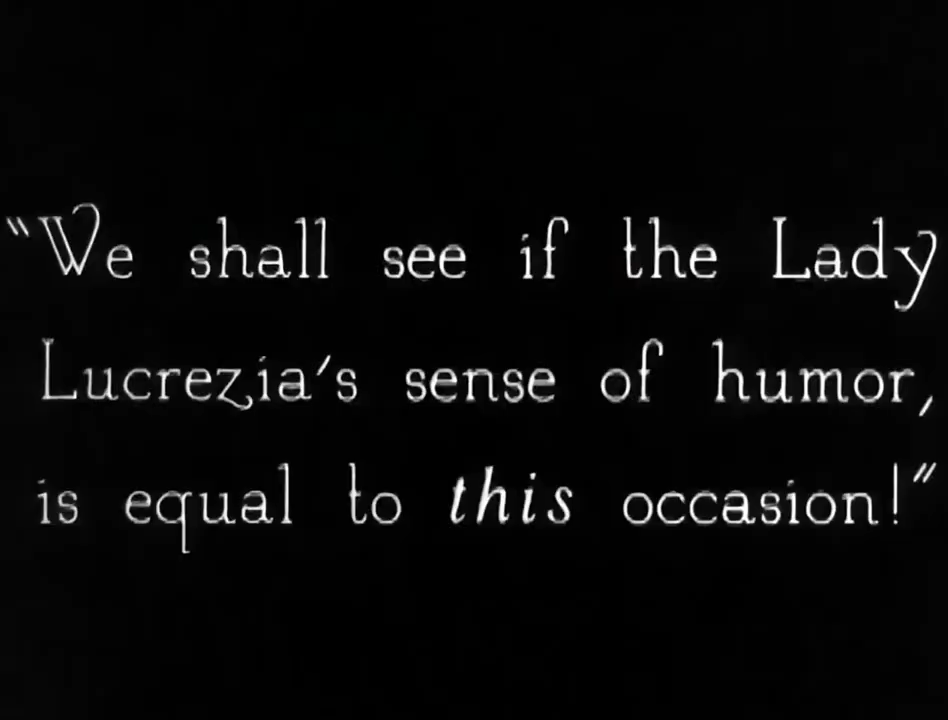 “We shall see if the Lady
Lucrezia's sense of humor,
is equal to this occasion!”